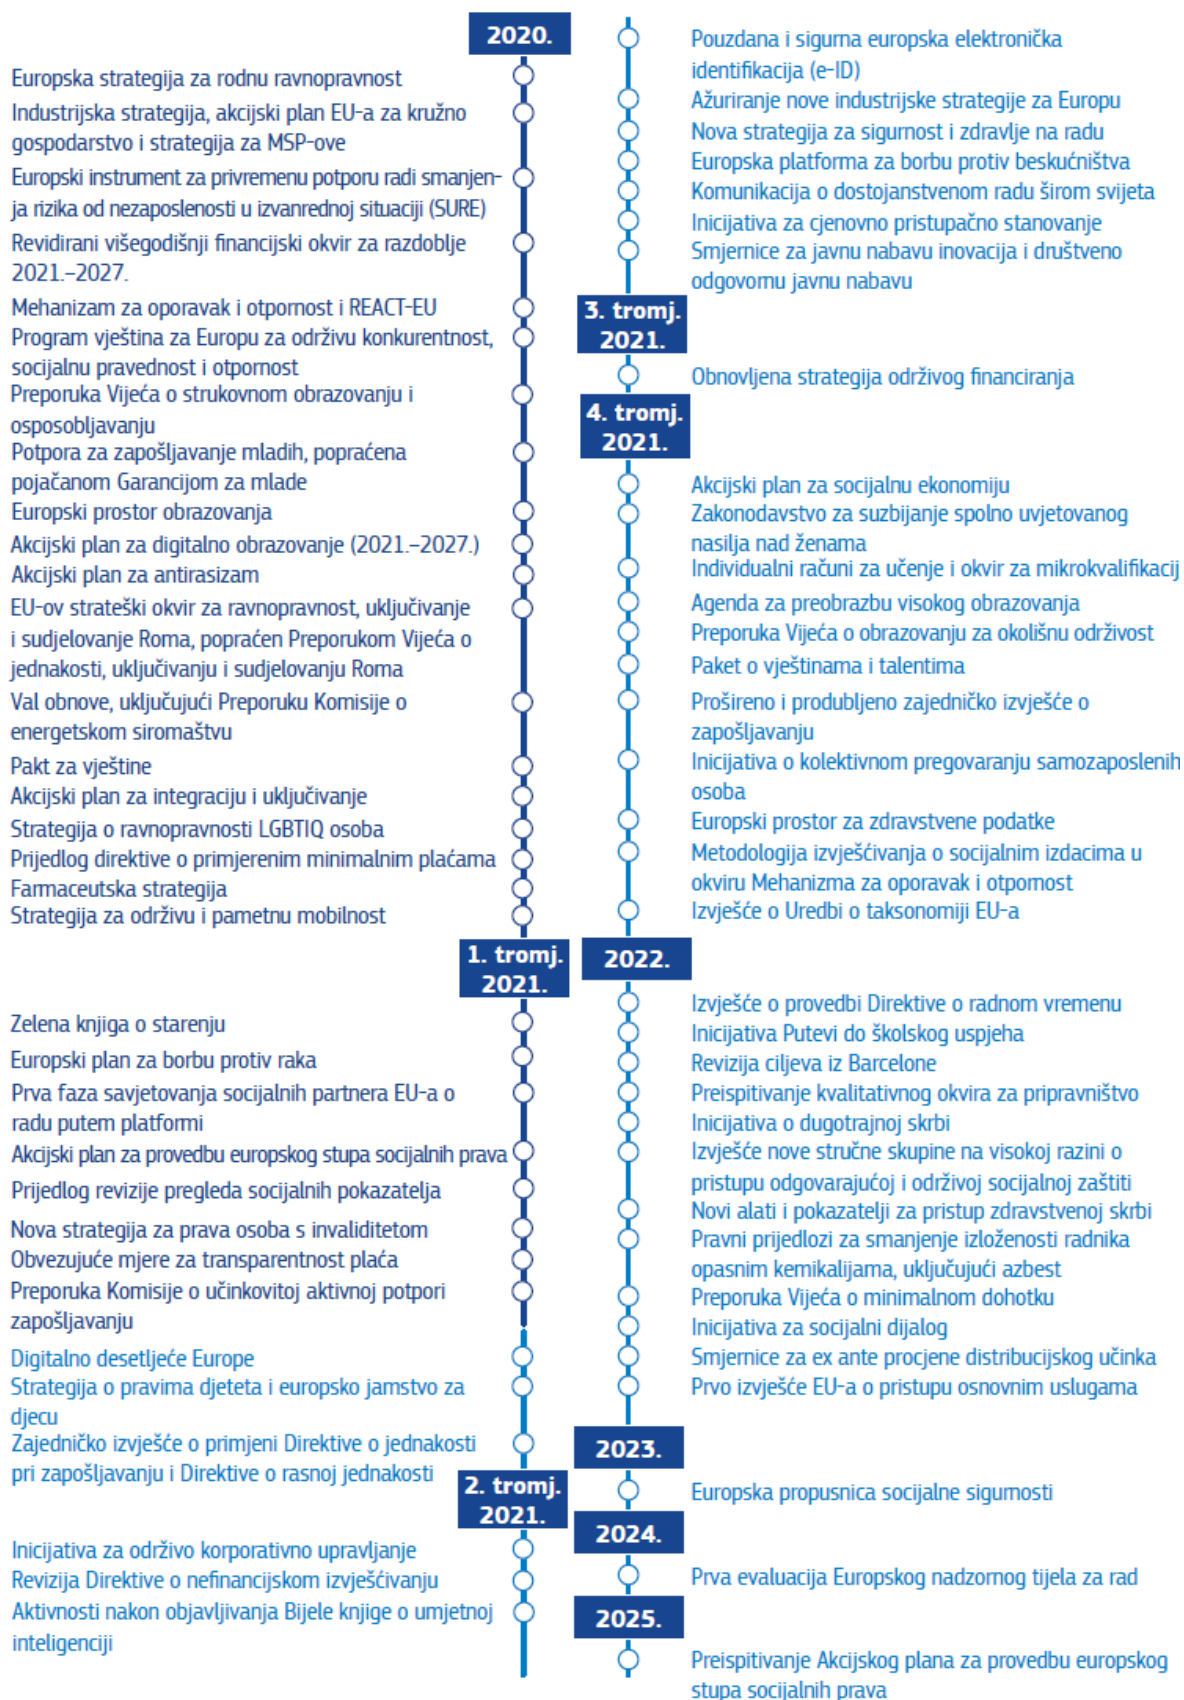 2020.
Europska strategija za rodnu ravnopravnost
Industrijska strategija, akcijski plan EU-a za kružno
gospodarstvo i strategija za MSP-ove
Europski instrument za privremenu potporu radi smanjen-
ja rizika od nezaposlenosti u izvanrednoj situaciji (SURE)
Revidirani višegodišnji financijski okvir za razdoblje
2021.–2027.
Mehanizam za oporavak i otpornost i REACT-EU
Program vještina za Europu za održivu konkurentnost,
socijalnu pravednost i otpornost
Preporuka Vijeća o strukovnom obrazovanju i
osposobljavanju
Potpora za zapošljavanje mladih, popraćena
pojačanom Garancijom za mlade
Europski prostor obrazovanja
Akcijski plan za digitalno obrazovanje (2021.–2027.)
Akcijski plan za antirasizam
EU-ov strateški okvir za ravnopravnost, uključivanje
i sudjelovanje Roma, popraćen Preporukom Vijeća o
jednakosti, uključivanju i sudjelovanju Roma
Val obnove, uključujući Preporuku Komisije o
energetskom siromaštvu
Pakt za vještine
Akcijski plan za integraciju i uključivanje
Strategija o ravnopravnosti LGBTIQ osoba
Prijedlog direktive o primjerenim minimalnim plaćama
Farmaceutska strategija
Strategija za održivu i pametnu mobilnost
1. tromj.
2021.
Zelena knjiga o starenju
Europski plan za borbu protiv raka
Prva faza savjetovanja socijalnih partnera EU-a o
radu putem platformi
Akcijski plan za provedbu europskog stupa socijalnih prava
Prijedlog revizije pregleda socijalnih pokazatelja
Nova strategija za prava osoba s invaliditetom
Obvezujuće mjere za transparentnost plaća
Preporuka Komisije o učinkovitoj aktivnoj potpori
zapošljavanju
Digitalno desetljeće Europe
Strategija o pravima djeteta i europsko jamstvo za
djecu
Zajedničko izvješće o primjeni Direktive o jednakosti
pri zapošljavanju i Direktive o rasnoj jednakosti
2. tromj.
2021.
Inicijativa za održivo korporativno upravljanje
Revizija Direktive o nefinancijskom izvješćivanju
Aktivnosti nakon objavljivanja Bijele knjige o umjetnoj
inteligenciji
Pouzdana i sigurna europska elektronička
identifikacija (e-ID)
Ažuriranje nove industrijske strategije za Europu
Nova strategija za sigurnost i zdravlje na radu
Europska platforma za borbu protiv beskućništva
Komunikacija o dostojanstvenom radu širom svijeta
Inicijativa za cjenovno pristupačno stanovanje
Smjernice za javnu nabavu inovacija i društveno
odgovornu javnu nabavu
3. tromj.
2021.
Obnovljena strategija održivog financiranja
4. tromj.
2021.
Akcijski plan za socijalnu ekonomiju
Zakonodavstvo za suzbijanje spolno uvjetovanog
nasilja nad ženama
Individualni računi za učenje i okvir za mikrokvalifikacij
Agenda za preobrazbu visokog obrazovanja
Preporuka Vijeća o obrazovanju za okolišnu održivost
Paket o vještinama i talentima
Prošireno i produbljeno zajedničko izvješće o
zapošljavanju
Inicijativa o kolektivnom pregovaranju samozaposlenih
osoba
Europski prostor za zdravstvene podatke
Metodologija izvješćivanja o socijalnim izdacima u
okviru Mehanizma za oporavak i otpornost
Izvješće o Uredbi o taksonomiji EU-a
2022.
Izvješće o provedbi Direktive o radnom vremenu
Inicijativa Putevi do školskog uspjeha
Revizija ciljeva iz Barcelone
Preispitivanje kvalitativnog okvira za pripravništvo
Inicijativa o dugotrajnoj skrbi
Izvješće nove stručne skupine na visokoj razini o
pristupu odgovarajućoj i održivoj socijalnoj zaštiti
Novi alati i pokazatelji za pristup zdravstvenoj skrbi
Pravni prijedlozi za smanjenje izloženosti radnika
opasnim kemikalijama, uključujući azbest
Preporuka Vijeća o minimalnom dohotku
Inicijativa za socijalni dijalog
Smjernice za ex ante procjene distribucijskog učinka
Prvo izvješće EU-a o pristupu osnovnim uslugama
2023.
Europska propusnica socijalne sigurnosti
2024.
Prva evaluacija Europskog nadzornog tijela za rad
2025.
Preispitivanje Akcijskog plana za provedbu europskog
stupa socijalnih prava